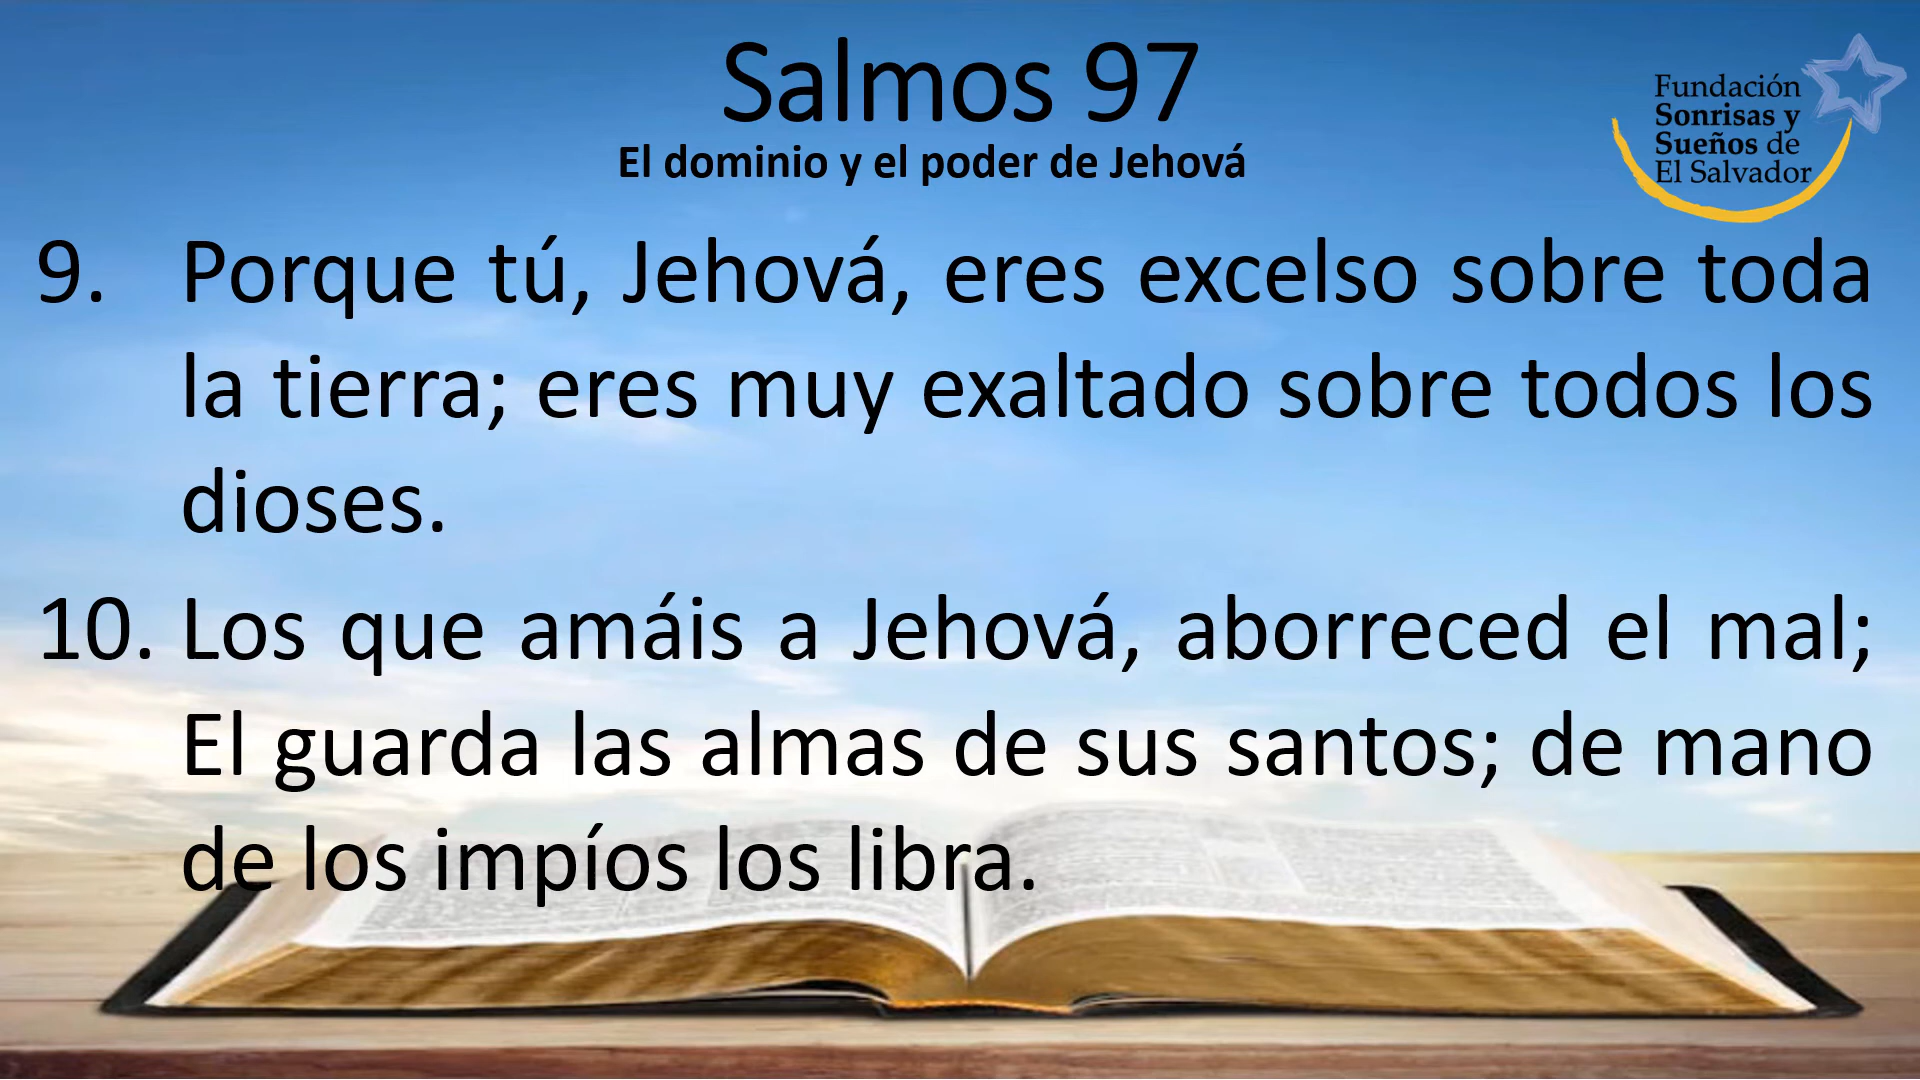 Salmos 97
El dominio y el poder de Jehová
Fundación
Sonrisas y
Sueños de
El Salvador
9. Porque tú, Jehová, eres excelso sobre toda
la tierra; eres muy exaltado sobre todos los
dioses.
10. Los que amáis a Jehová, aborreced el mal;
El guarda las almas de sus santos; de mano
de los impíos los libra.